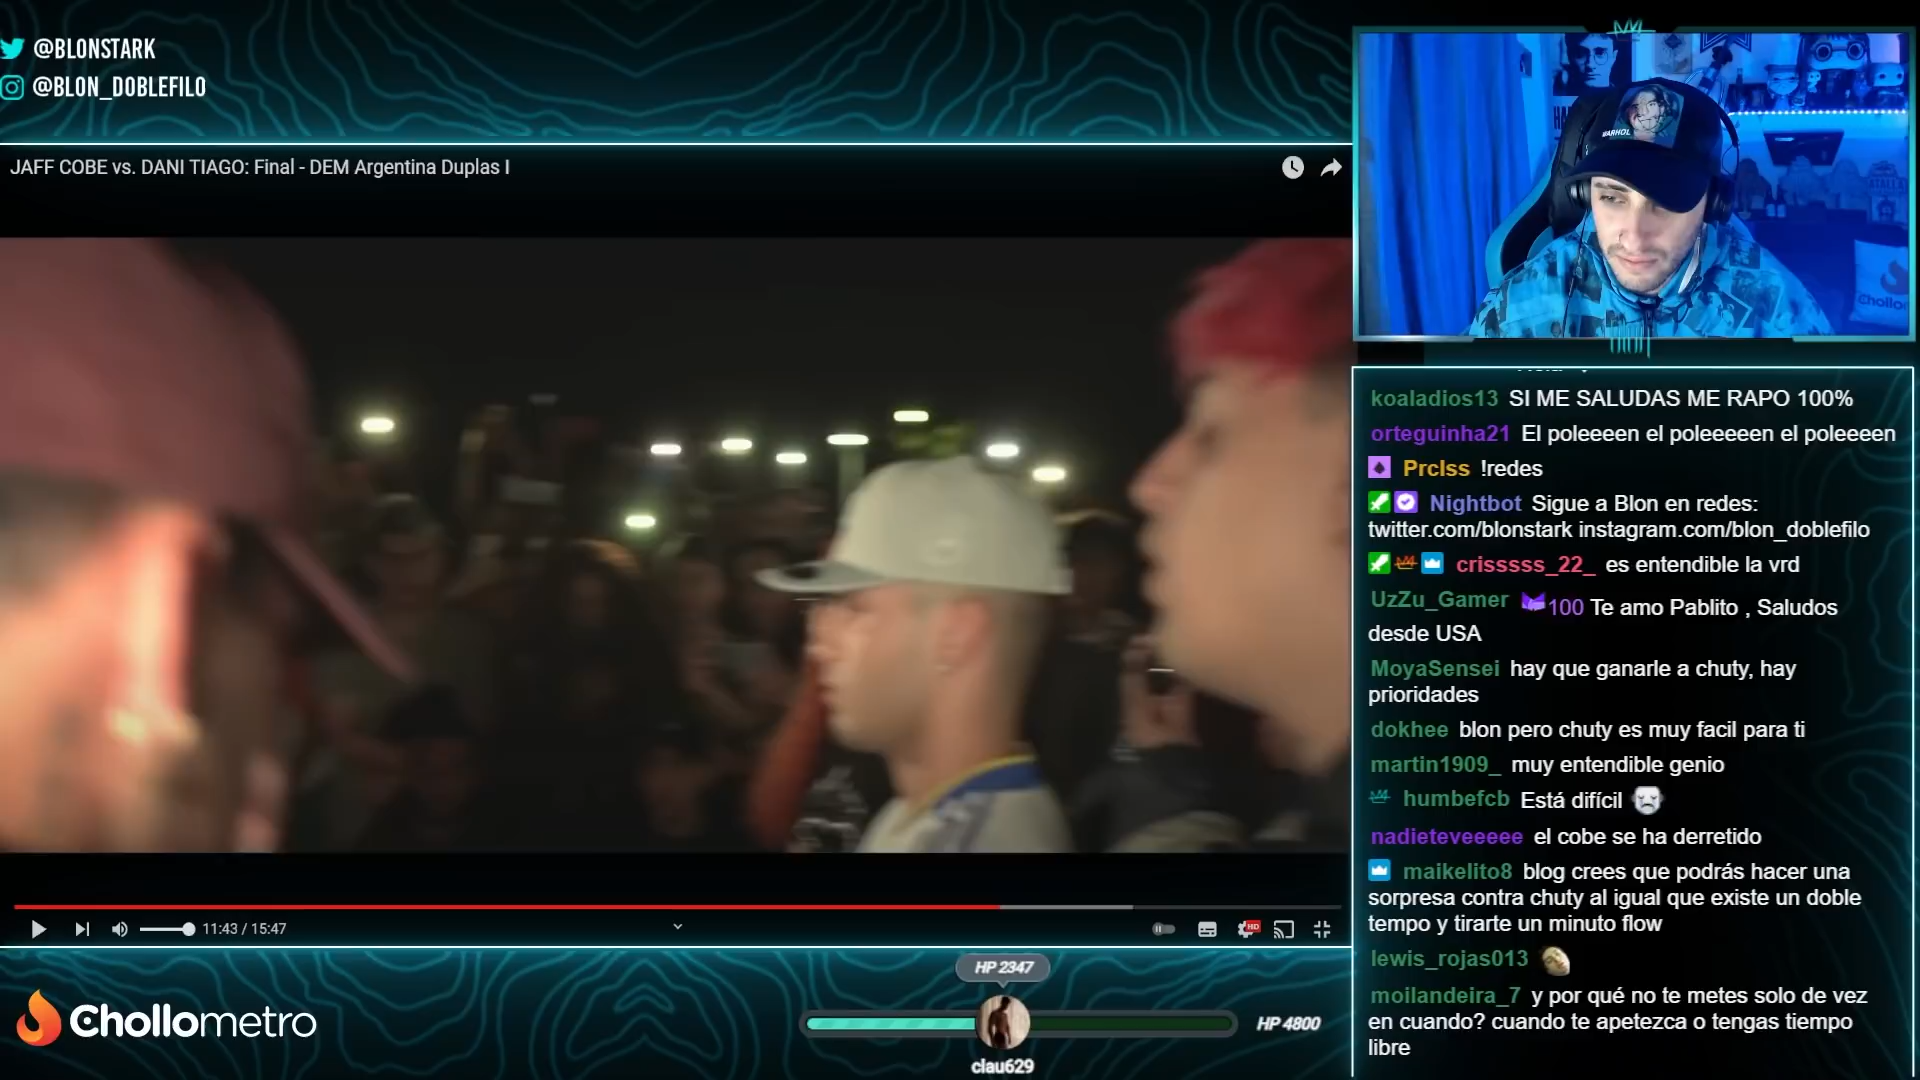 @BLONSTARK
@BLON_DOBLEFILO
JAFF COBE vs. DANI TIAGO: Final - DEM Argentina Duplas I
WARHOL
koaladios13 SI ME SALUDAS ME RAPO 100%
orteguinha21 El poleeeen el poleeeeen el poleeeen
Prclss !redes
Nightbot Sigue a Blon en redes:
twitter.com/blonstark instagram.com/blon_doblefilo
crisssss_22_ es entendible la vrd
UzZu_Gamer 100 Te amo Pablito , Saludos
desde USA
MoyaSensei hay que ganarle a chuty, hay
prioridades
dokhee blon pero chuty es muy facil para ti
martin1909_ muy entendible genio
humbefcb Está difícil
nadieteveeeee el cobe se ha derretido
maikelito8 blog crees que podrás hacer una
sorpresa contra chuty al igual que existe un doble
tempo y tirarte un minuto flow
lewis_rojas013
moilandeira_7 y por qué no te metes solo de vez
en cuando? cuando te apetezca o tengas tiempo
libre
11:43 / 15:47
HD
Chollometro
HP 2347
HP 4800
clau629